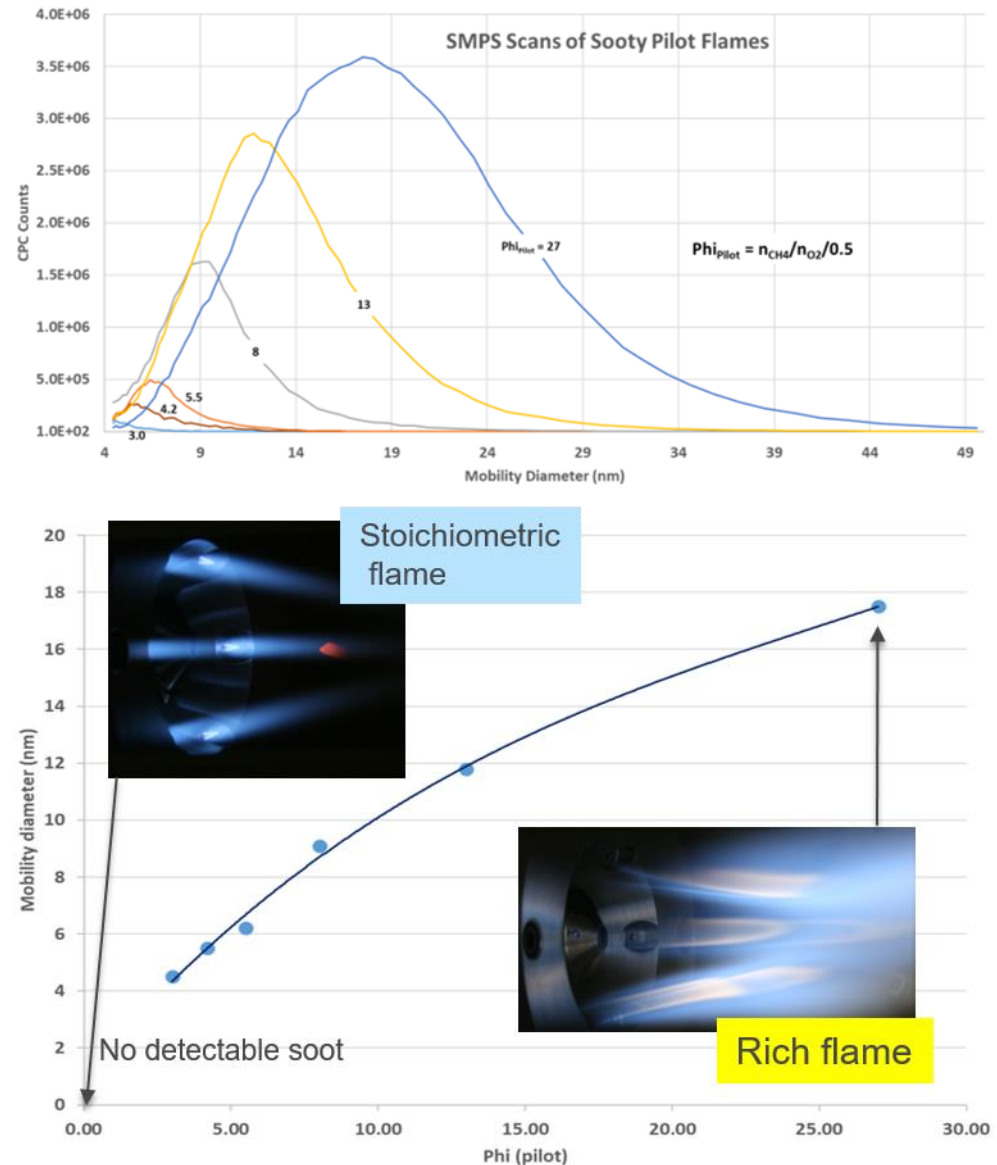 SMPS Scans of Sooty Pilot Flames
4.0E+06
3.5E+06
3.0E+06
2.5E+06
2.0E+06
1.5E+06
1.0E+06
5.0E+05
1.0E+02
CPC Counts
Phi_Pilot = 27
Phi_Pilot = n_CH4/n_O2/0.5
13
8
5.5
4.2
3.0
4 9 14 19 24 29 34 39 44 49
Mobility Diameter (nm)
Stoichiometric
flame
20
18
16
14
12
10
8
6
4
2
0
Mobility diameter (nm)
No detectable soot
Rich flame
0.00 5.00 10.00 15.00 20.00 25.00 30.00
Phi (pilot)